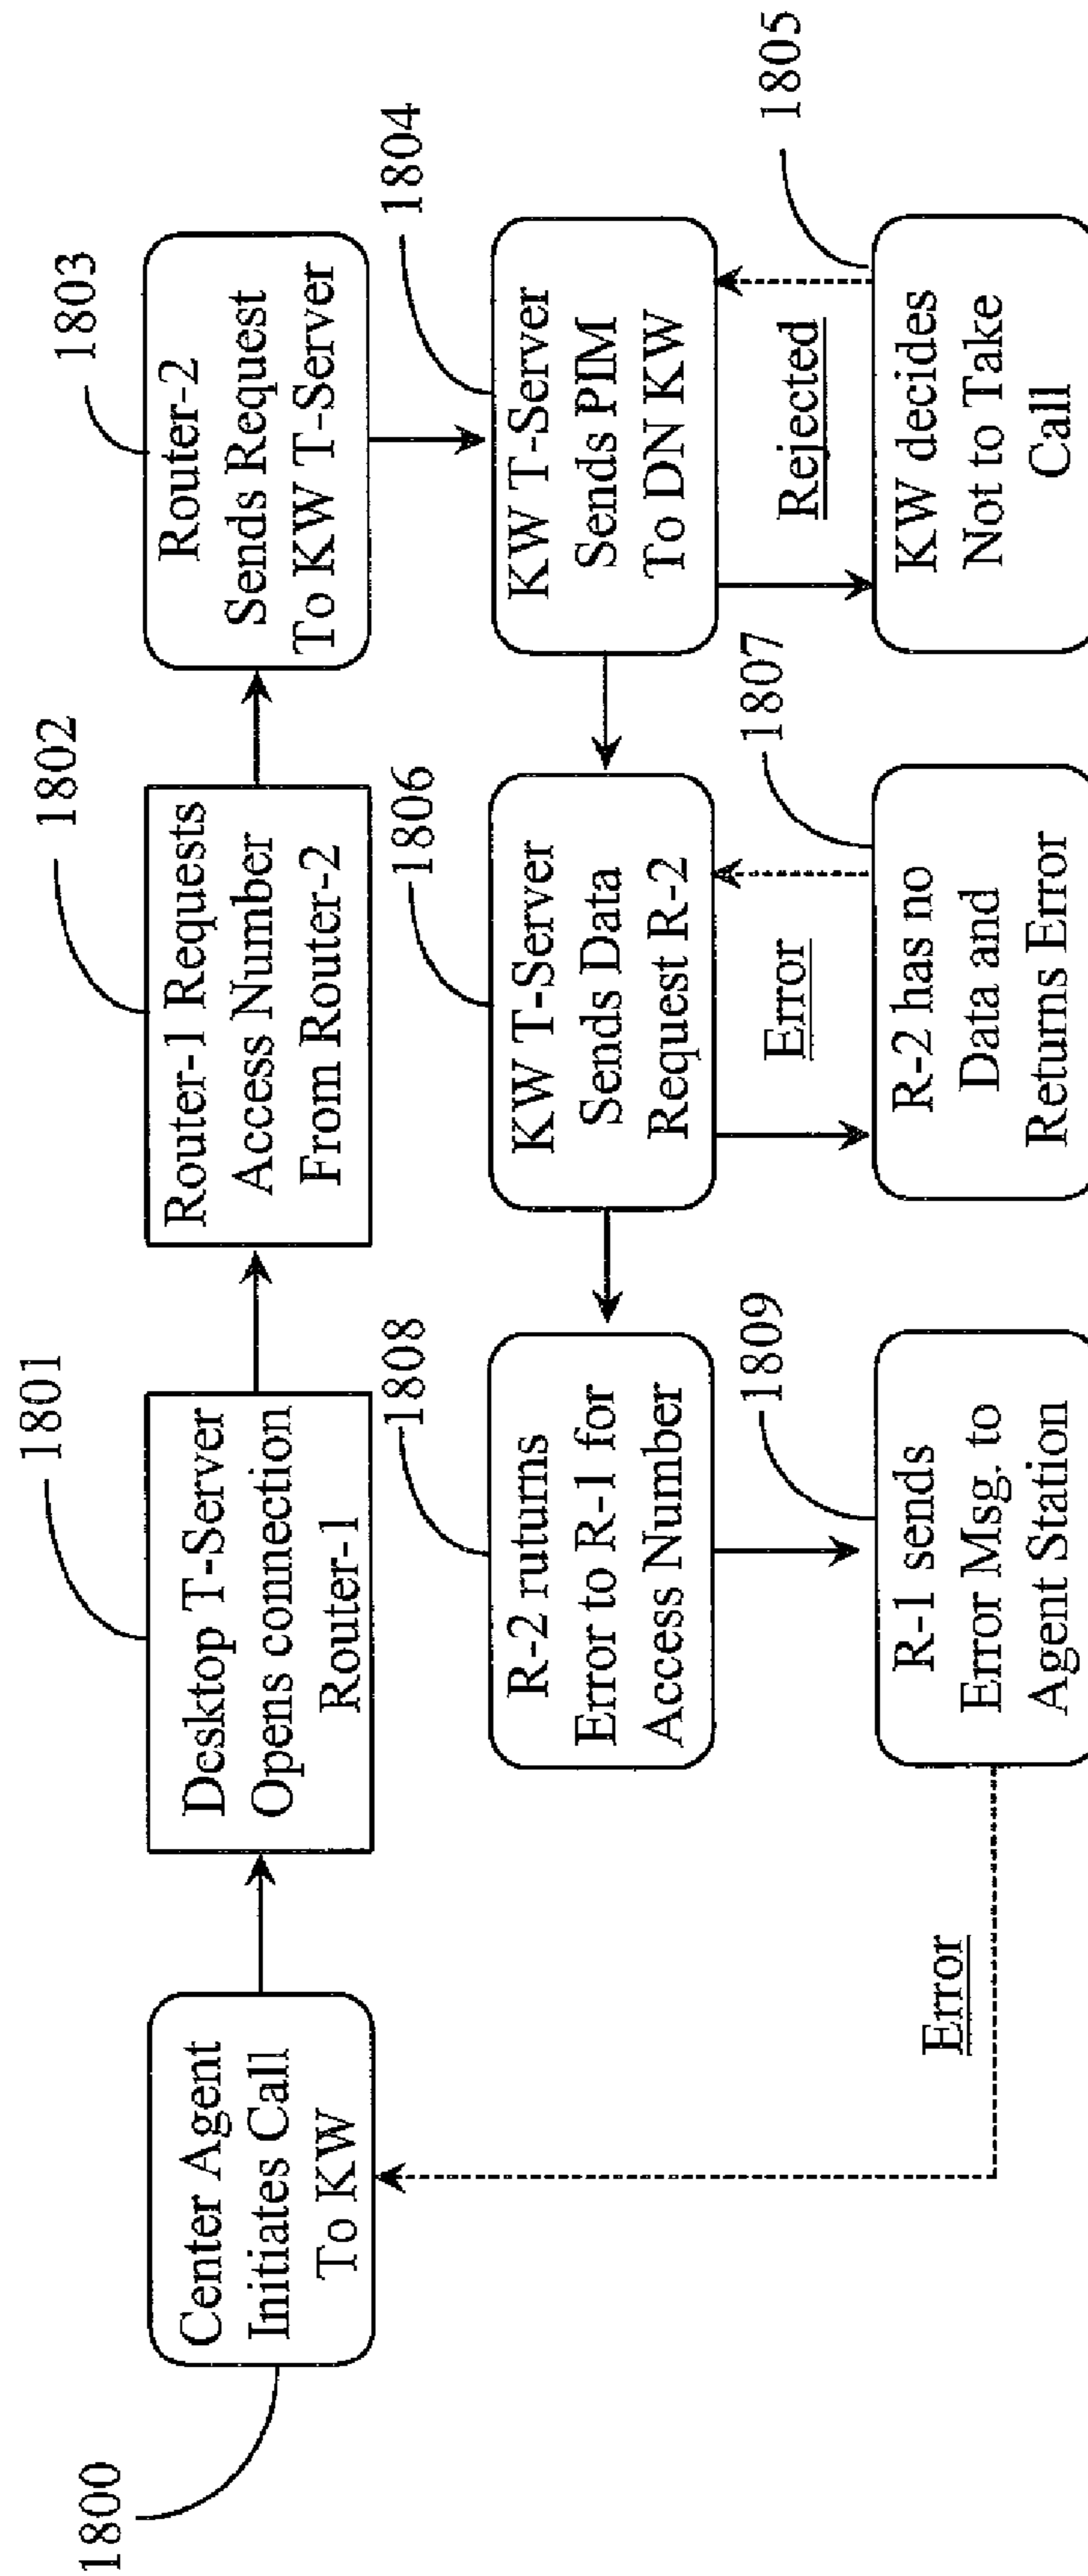 1800
Center Agent
Initiates Call
To KW
1801
Desktop T-Server
Opens connection
Router-1
1802
Router-1 Requests
Access Number
From Router-2
1803
Router-2
Sends Request
To KW T-Server
1804
KW T-Server
Sends PIM
To DN KW
Rejected
1805
KW decides
Not to Take
Call
1806
KW T-Server
Sends Data
Request R-2
Error
1807
R-2 has no
Data and
Returns Error
1808
R-2 ruturns
Error to R-1 for
Access Number
1809
R-1 sends
Error Msg. to
Agent Station
Error